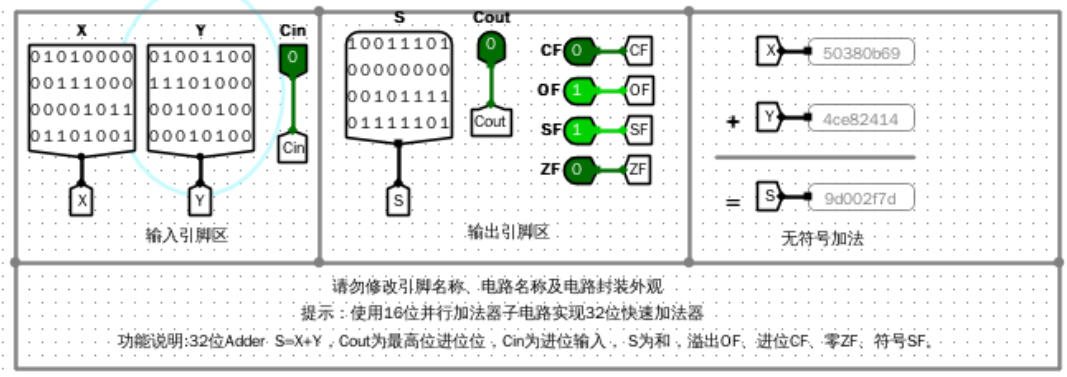 X Y Cin S Cout
01010000 01001100 0 10011101 0 CF 0 CF X 50380b69
00111000 11101000 00000000 OF 1 OF
00001011 00100100 00101111 Cout SF 1 SF + Y 4ce82414
01101001 00010100 Cin 01111101 ZF 0 ZF
X Y S = S 9d002f7d
输入引脚区 输出引脚区 无符号加法
请勿修改引脚名称、电路名称及电路封装外观
提示：使用16位并行加法器子电路实现32位快速加法器
功能说明:32位Adder S=X+Y，Cout为最高位进位位，Cin为进位输入， S为和，溢出OF、进位CF、零ZF、符号SF。